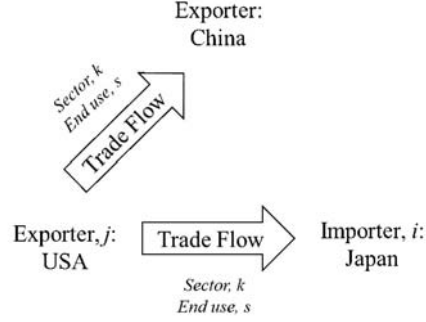 Exporter:
China
Sector, k
End use, s
Trade Flow
Exporter, j:
USA
Trade Flow
Importer, i:
Japan
Sector, k
End use, s